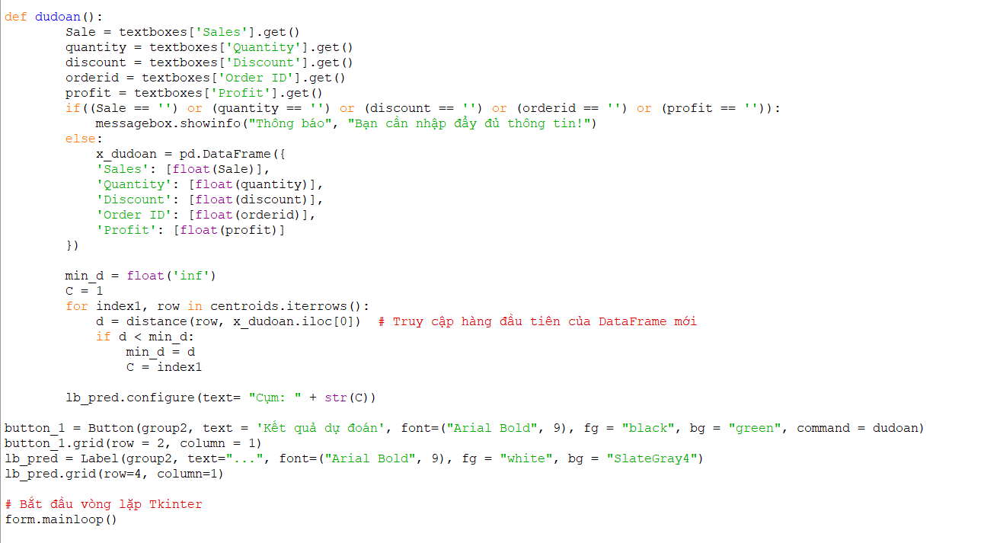 def dudoan():
        Sale = textboxes['Sales'].get()
        quantity = textboxes['Quantity'].get()
        discount = textboxes['Discount'].get()
        orderid = textboxes['Order ID'].get()
        profit = textboxes['Profit'].get()
        if((Sale == '') or (quantity == '') or (discount == '') or (orderid == '') or (profit == '')):
            messagebox.showinfo("Thông báo", "Bạn cần nhập đầy đủ thông tin!")
        else:
            x_dudoan = pd.DataFrame({
            'Sales': [float(Sale)],
            'Quantity': [float(quantity)],
            'Discount': [float(discount)],
            'Order ID': [float(orderid)],
            'Profit': [float(profit)]
        })

        min_d = float('inf')
        C = 1
        for index1, row in centroids.iterrows():
            d = distance(row, x_dudoan.iloc[0])  # Truy cập hàng đầu tiên của DataFrame mới
            if d < min_d:
                min_d = d
                C = index1

        lb_pred.configure(text= "Cụm: " + str(C))

button_1 = Button(group2, text = 'Kết quả dự đoán', font=("Arial Bold", 9), fg = "black", bg = "green", command = dudoan)
button_1.grid(row = 2, column = 1)
lb_pred = Label(group2, text="...", font=("Arial Bold", 9), fg = "white", bg = "SlateGray4")
lb_pred.grid(row=4, column=1)

# Bắt đầu vòng lặp Tkinter
form.mainloop()